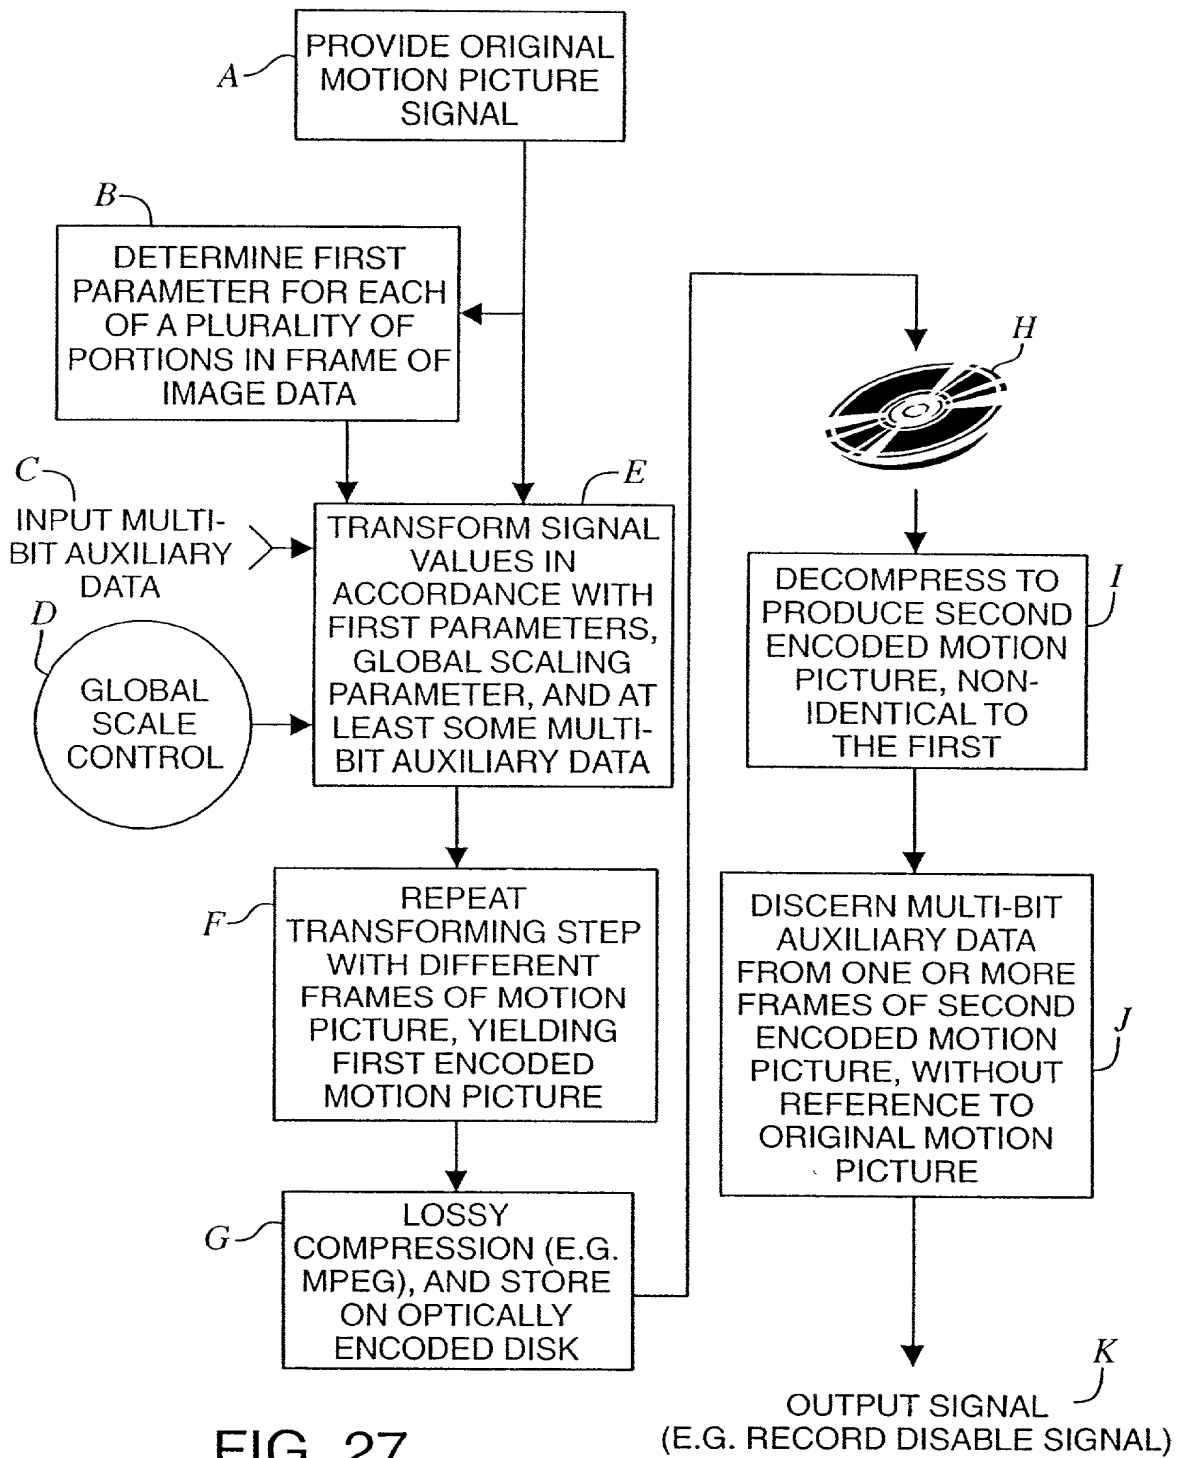 A
PROVIDE ORIGINAL
MOTION PICTURE
SIGNAL
B
DETERMINE FIRST
PARAMETER FOR EACH
OF A PLURALITY OF
PORTIONS IN FRAME OF
IMAGE DATA
C
INPUT MULTI-
BIT AUXILIARY
DATA
D
GLOBAL
SCALE
CONTROL
E
TRANSFORM SIGNAL
VALUES IN
ACCORDANCE WITH
FIRST PARAMETERS,
GLOBAL SCALING
PARAMETER, AND AT
LEAST SOME MULTI-
BIT AUXILIARY DATA
F
REPEAT
TRANSFORMING STEP
WITH DIFFERENT
FRAMES OF MOTION
PICTURE, YIELDING
FIRST ENCODED
MOTION PICTURE
G
LOSSY
COMPRESSION (E.G.
MPEG), AND STORE
ON OPTICALLY
ENCODED DISK
H
I
DECOMPRESS TO
PRODUCE SECOND
ENCODED MOTION
PICTURE, NON-
IDENTICAL TO
THE FIRST
J
DISCERN MULTI-BIT
AUXILIARY DATA
FROM ONE OR MORE
FRAMES OF SECOND
ENCODED MOTION
PICTURE, WITHOUT
REFERENCE TO
ORIGINAL MOTION
PICTURE
K
OUTPUT SIGNAL
(E.G. RECORD DISABLE SIGNAL)
FIG. 27